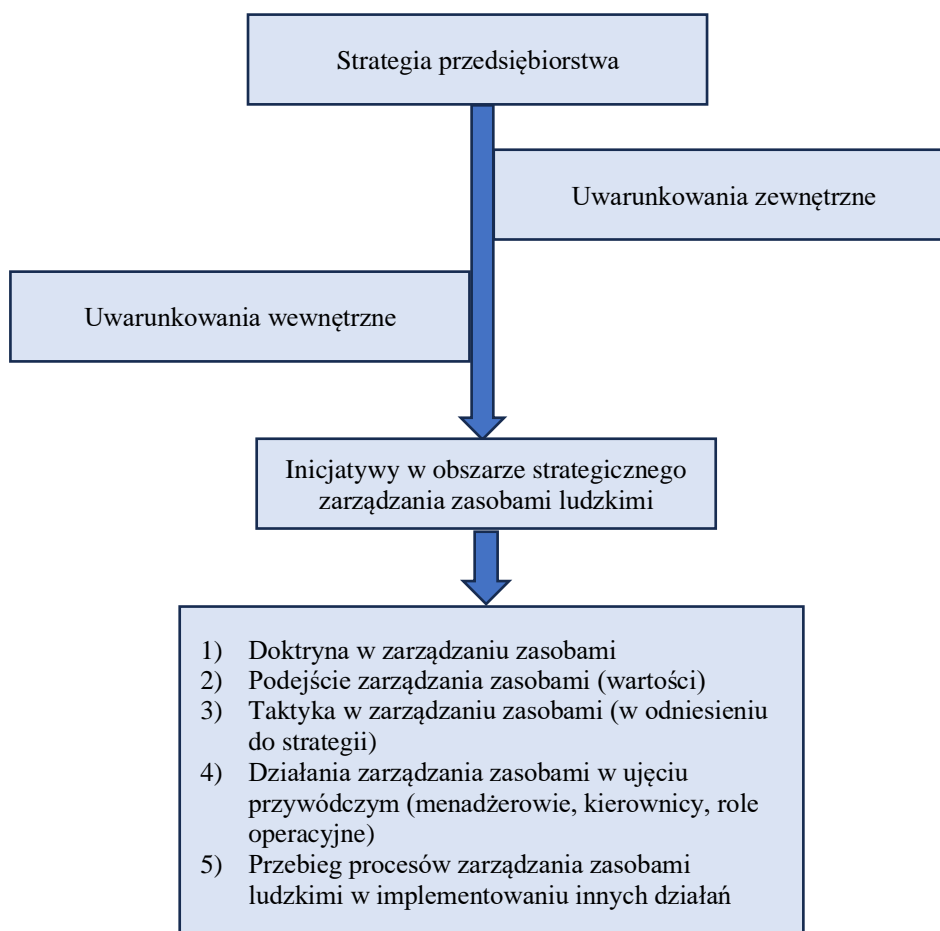 Strategia przedsiębiorstwa
Uwarunkowania zewnętrzne
Uwarunkowania wewnętrzne
Inicjatywy w obszarze strategicznego
zarządzania zasobami ludzkimi
1) Doktryna w zarządzaniu zasobami
2) Podejście zarządzania zasobami (wartości)
3) Taktyka w zarządzaniu zasobami (w odniesieniu
do strategii)
4) Działania zarządzania zasobami w ujęciu
przywódczym (menadżerowie, kierownicy, role
operacyjne)
5) Przebieg procesów zarządzania zasobami
ludzkimi w implementowaniu innych działań